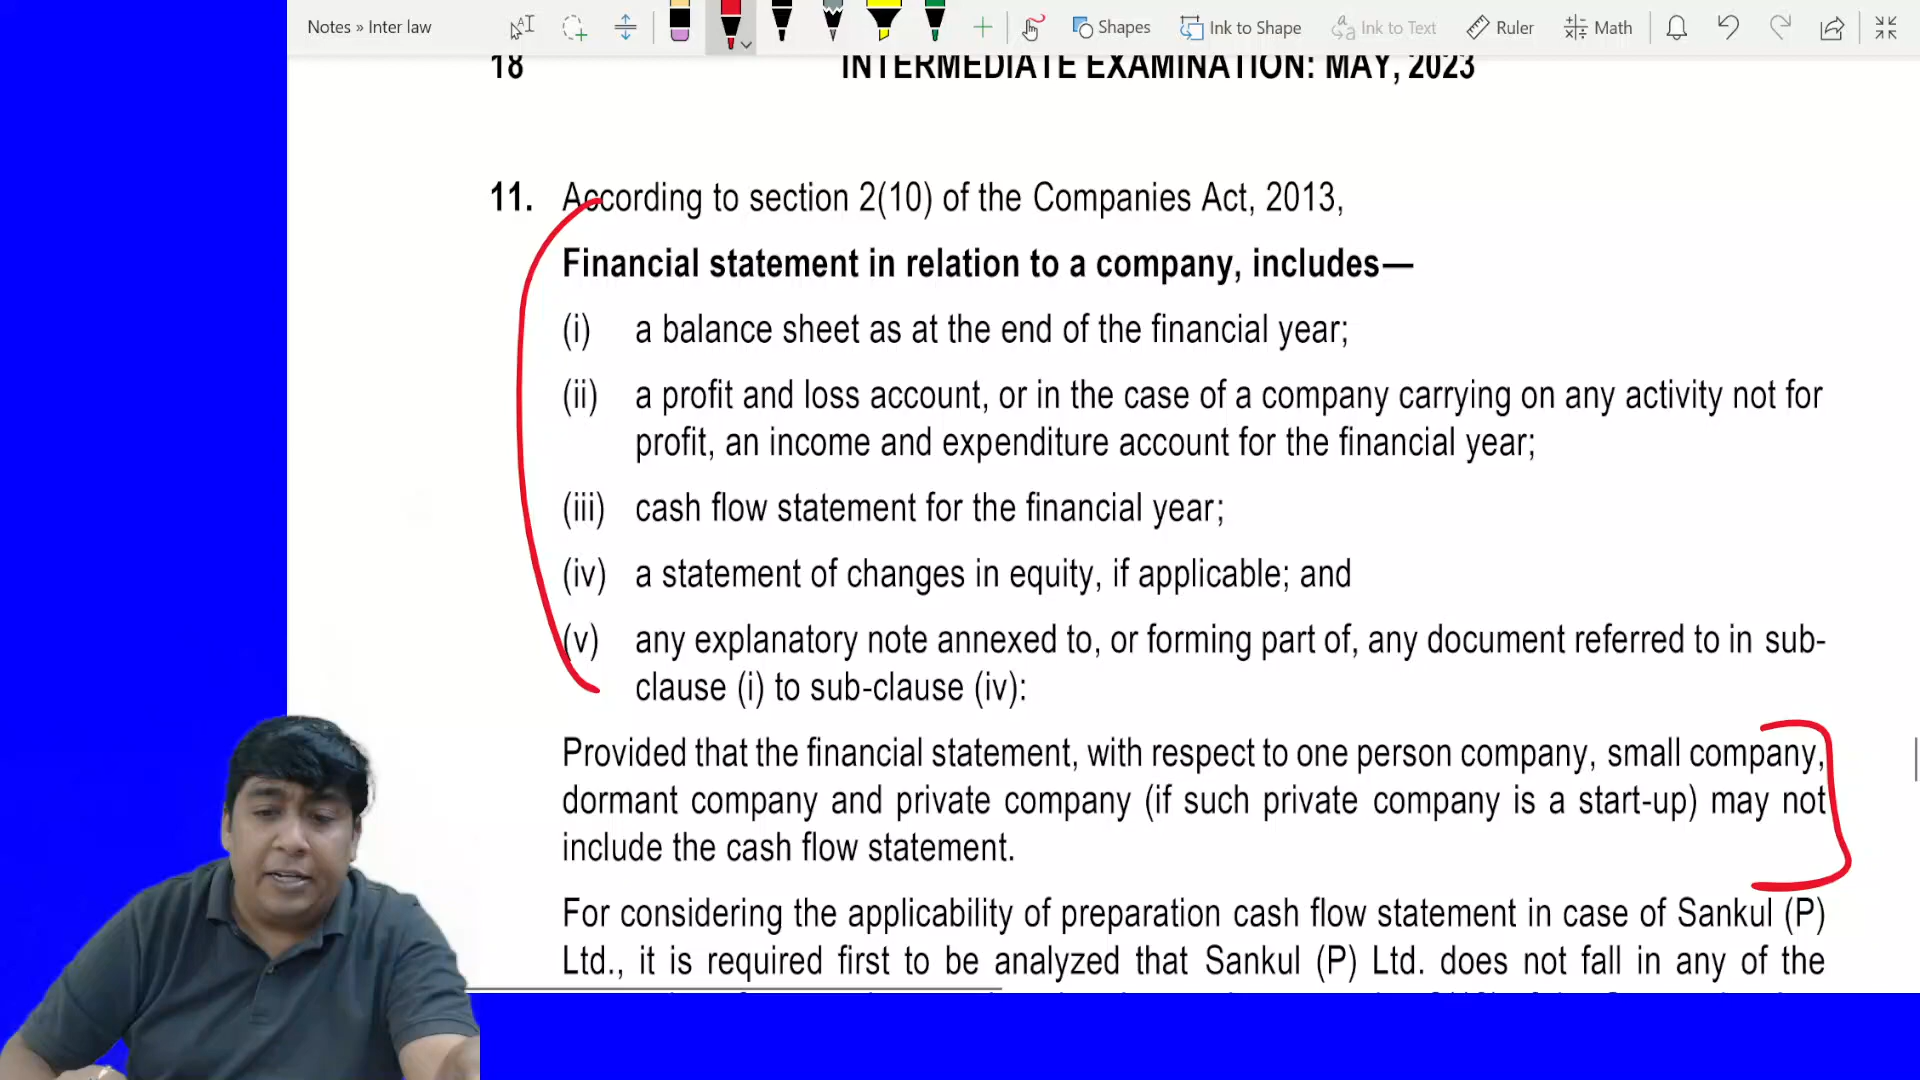 Notes » Inter law
Shapes
Ink to Shape
Ink to Text
Ruler
Math
18 INTERMEDIATE EXAMINATION: MAY, 2023
11. According to section 2(10) of the Companies Act, 2013,
Financial statement in relation to a company, includes—
(i) a balance sheet as at the end of the financial year;
(ii) a profit and loss account, or in the case of a company carrying on any activity not for
profit, an income and expenditure account for the financial year;
(iii) cash flow statement for the financial year;
(iv) a statement of changes in equity, if applicable; and
(v) any explanatory note annexed to, or forming part of, any document referred to in sub-
clause (i) to sub-clause (iv):
Provided that the financial statement, with respect to one person company, small company,
dormant company and private company (if such private company is a start-up) may not
include the cash flow statement.
For considering the applicability of preparation cash flow statement in case of Sankul (P)
Ltd., it is required first to be analyzed that Sankul (P) Ltd. does not fall in any of the